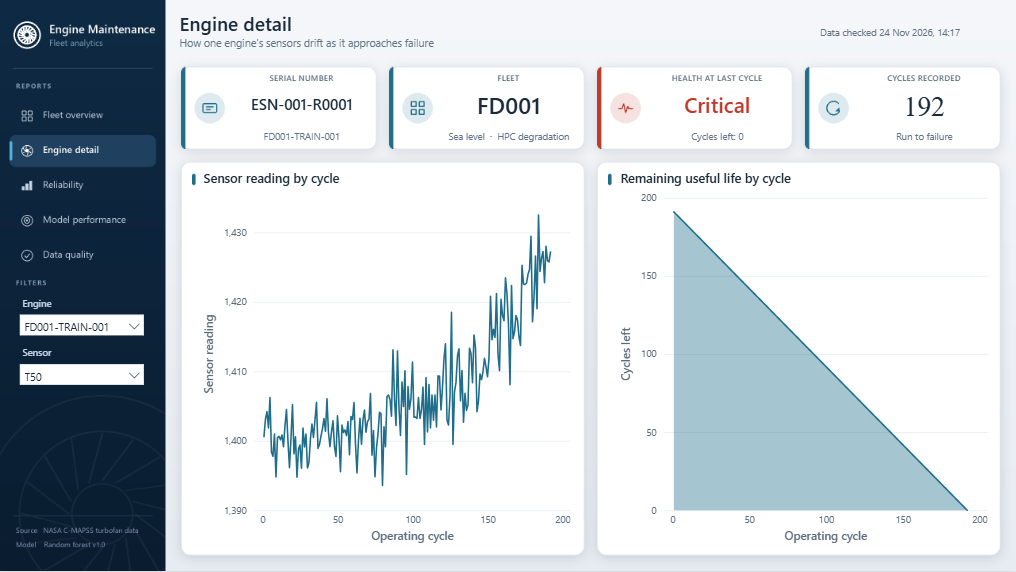 Engine Maintenance
Fleet analytics
REPORTS
Fleet overview
Engine detail
Reliability
Model performance
Data quality
FILTERS
Engine
FD001-TRAIN-001
Sensor
T50
Source NASA C-MAPSS turbofan data
Model Random forest v1.0
Engine detail
How one engine's sensors drift as it approaches failure
Data checked 24 Nov 2026, 14:17
SERIAL NUMBER
ESN-001-R0001
FD001-TRAIN-001
FLEET
FD001
Sea level · HPC degradation
HEALTH AT LAST CYCLE
Critical
Cycles left: 0
CYCLES RECORDED
192
Run to failure
Sensor reading by cycle
Sensor reading
1,430
1,420
1,410
1,400
1,390
0 50 100 150 200
Operating cycle
Remaining useful life by cycle
Cycles left
200
150
100
50
0
0 50 100 150 200
Operating cycle